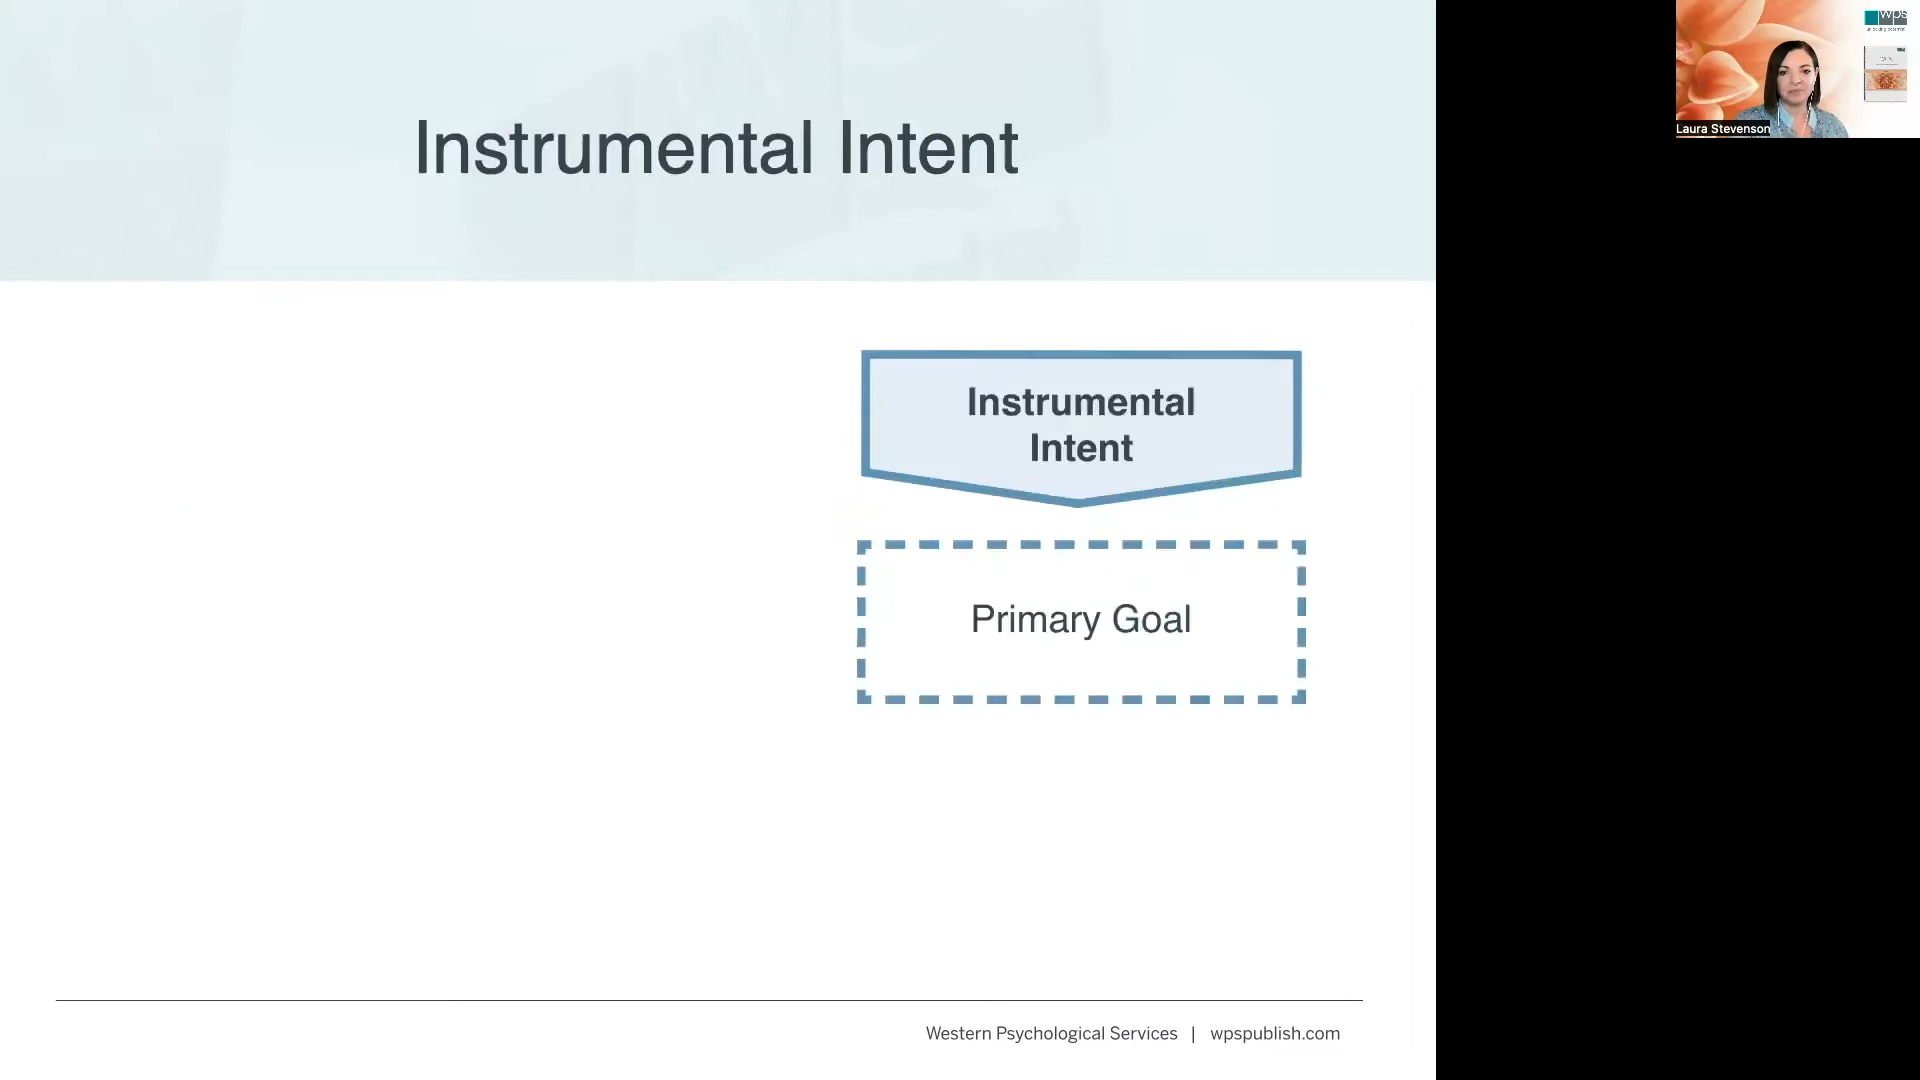 Instrumental Intent
Instrumental
Intent
Primary Goal
Western Psychological Services | wpspublish.com
Laura Stevenson
wps